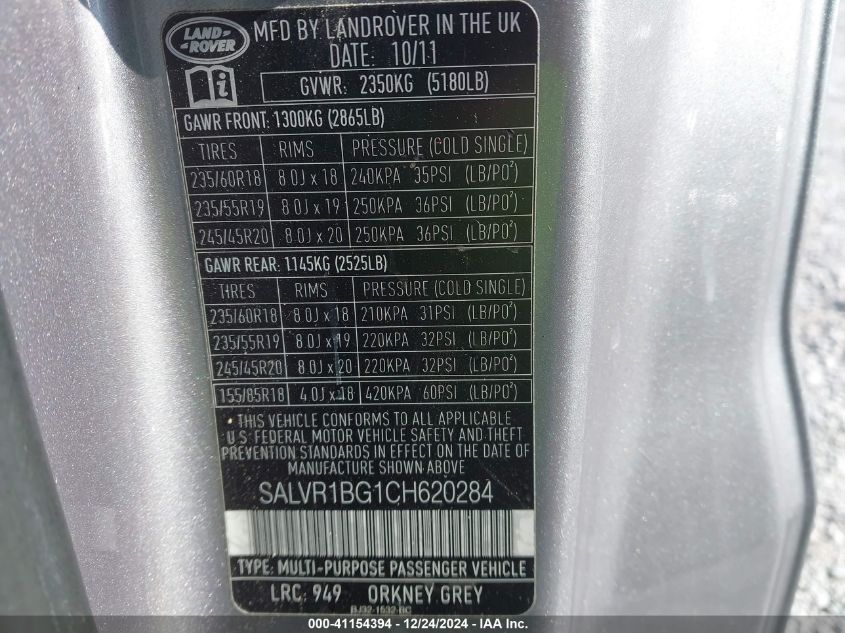 LAND-
-ROVER
MFD BY LANDROVER IN THE UK
DATE: 10/11
GVWR: 2350KG (5180LB)
GAWR FRONT: 1300KG (2865LB)
TIRES RIMS PRESSURE (COLD SINGLE)
235/60R18 8.0J x 18 240KPA 35PSI (LB/PO²)
235/55R19 8.0J x 19 250KPA 36PSI (LB/PO²)
245/45R20 8.0J x 20 250KPA 36PSI (LB/PO²)
GAWR REAR: 1145KG (2525LB)
TIRES RIMS PRESSURE (COLD SINGLE)
235/60R18 8.0J x 18 210KPA 31PSI (LB/PO²)
235/55R19 8.0J x 19 220KPA 32PSI (LB/PO²)
245/45R20 8.0J x 20 220KPA 32PSI (LB/PO²)
155/85R18 4.0J x 18 420KPA 60PSI (LB/PO²)
THIS VEHICLE CONFORMS TO ALL APPLICABLE
U.S. FEDERAL MOTOR VEHICLE SAFETY AND THEFT
PREVENTION STANDARDS IN EFFECT ON THE DATE OF
MANUFACTURE SHOWN ABOVE
SALVR1BG1CH620284
TYPE: MULTI-PURPOSE PASSENGER VEHICLE
LRC: 949 ORKNEY GREY
BJ32-1532-BC
000-41154394 - 12/24/2024 - IAAI.com